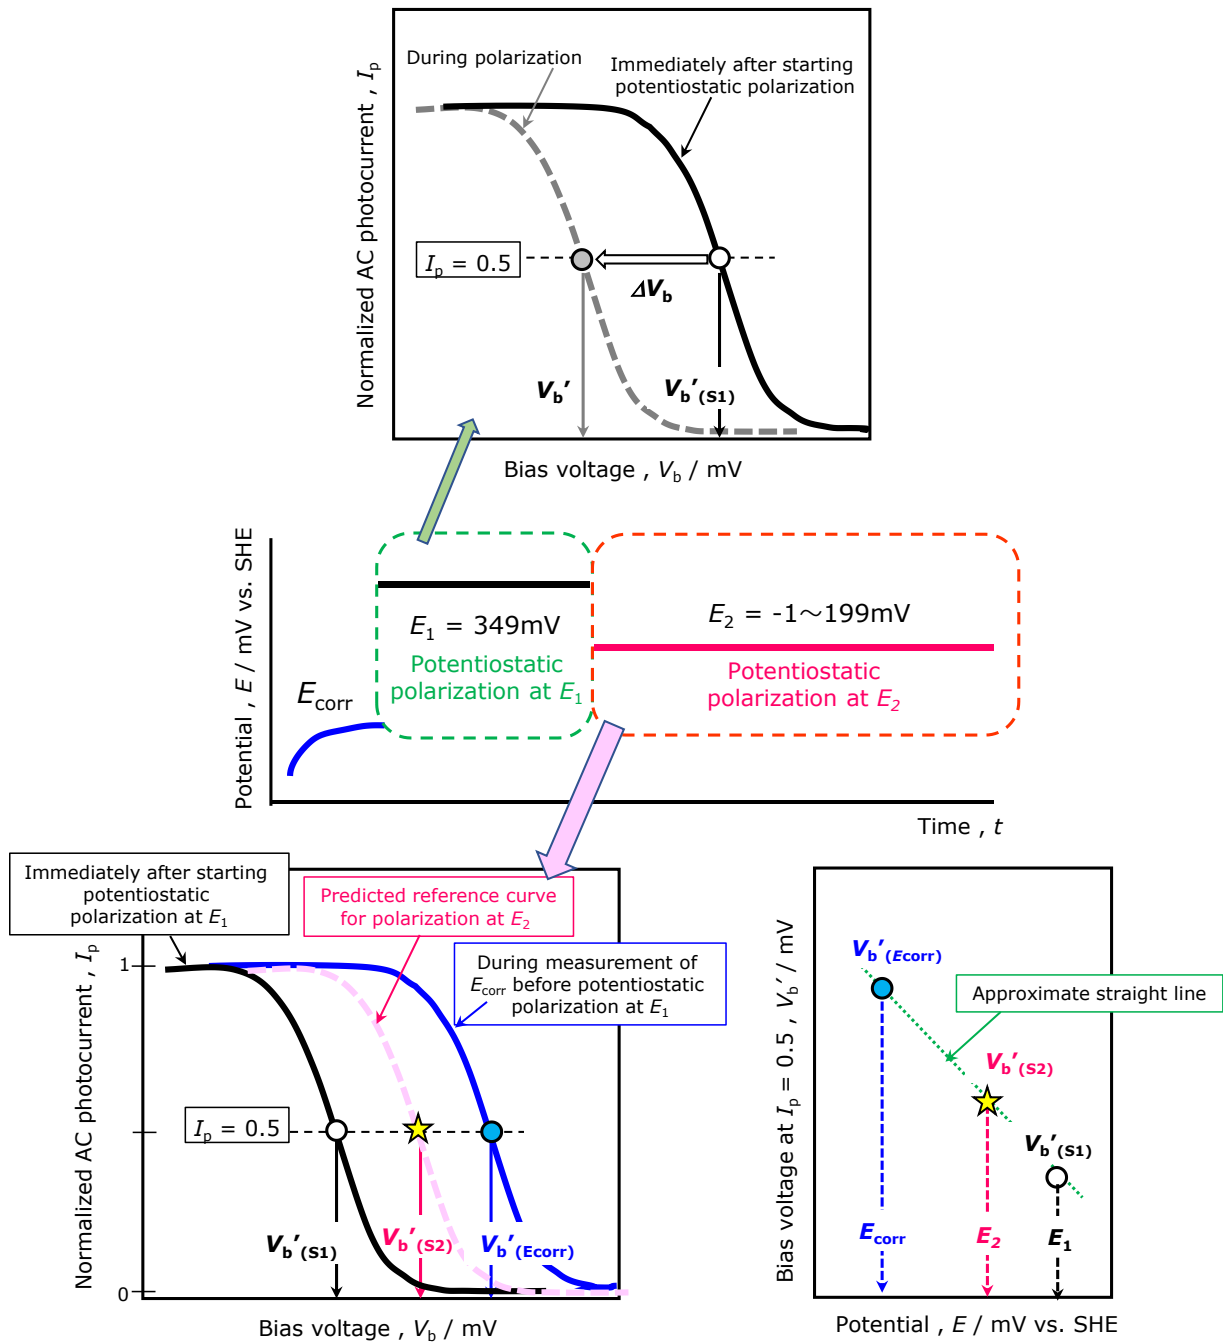 During polarization
Immediately after starting
potentiostatic polarization
Normalized AC photocurrent , Ip
Ip = 0.5
ΔVb
Vb′
Vb′(S1)
Bias voltage , Vb / mV
Potential , E / mV vs. SHE
E1 = 349mV
Potentiostatic
polarization at E1
E2 = -1～199mV
Potentiostatic
polarization at E2
Ecorr
Time , t
Immediately after starting
potentiostatic
polarization at E1
Predicted reference curve
for polarization at E2
During measurement of
Ecorr before potentiostatic
polarization at E1
Normalized AC photocurrent , Ip
1
Ip = 0.5
0
Vb′(S1)
Vb′(S2)
Vb′(Ecorr)
Bias voltage , Vb / mV
Bias voltage at Ip = 0.5 , Vb′ / mV
Vb′(Ecorr)
Approximate straight line
Vb′(S2)
Vb′(S1)
Ecorr
E2
E1
Potential , E / mV vs. SHE